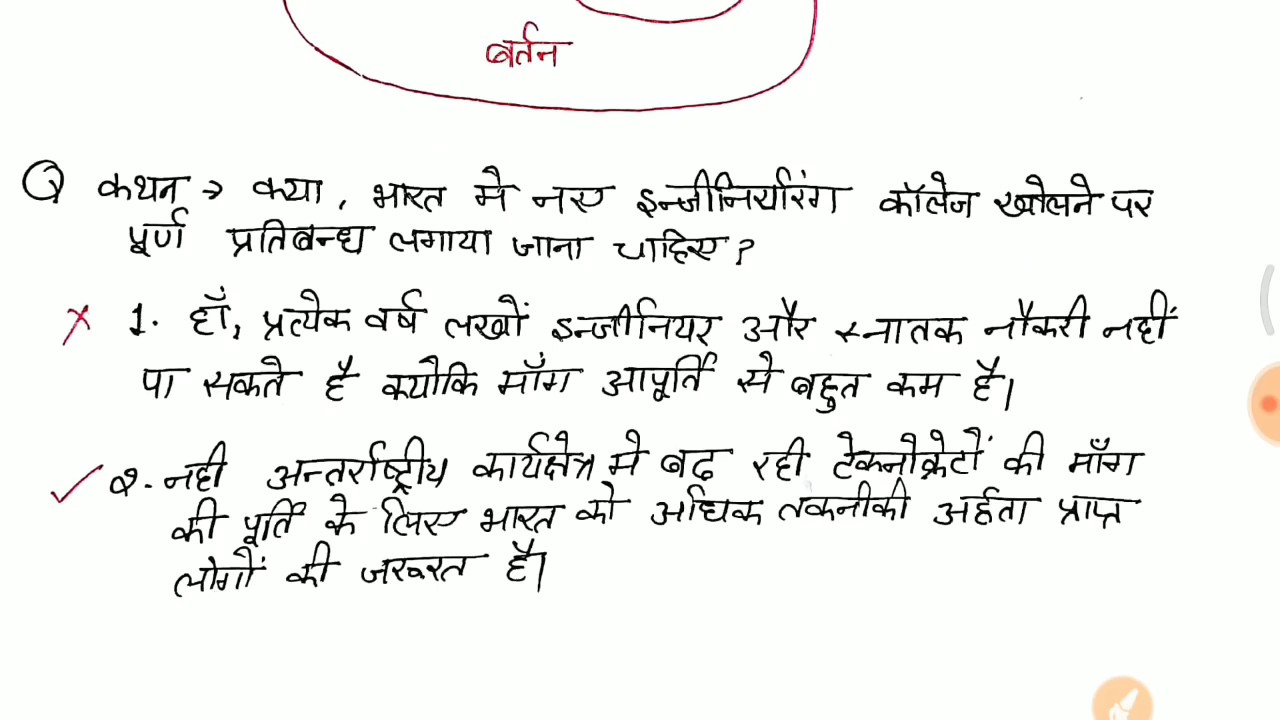 बर्तन
Q कथन → क्या, भारत मे नए इन्जीनियरिंग कॉलेज खोलने पर
पूर्ण प्रतिबन्ध लगाया जाना चाहिए?
1. हाँ, प्रत्येक वर्ष लखों इन्जीनियर और स्नातक नौकरी नहीं
पा सकते है क्योकि माँग आपूर्ति से बहुत कम है।
2. नही अन्तर्राष्ट्रीय कार्यक्षेत्र मे बढ रही टेकनोक्रेटों की माँग
की पूर्ति के लिए भारत को अधिक तकनीकी अर्हता प्राप्त
लोगों की जरूरत है।